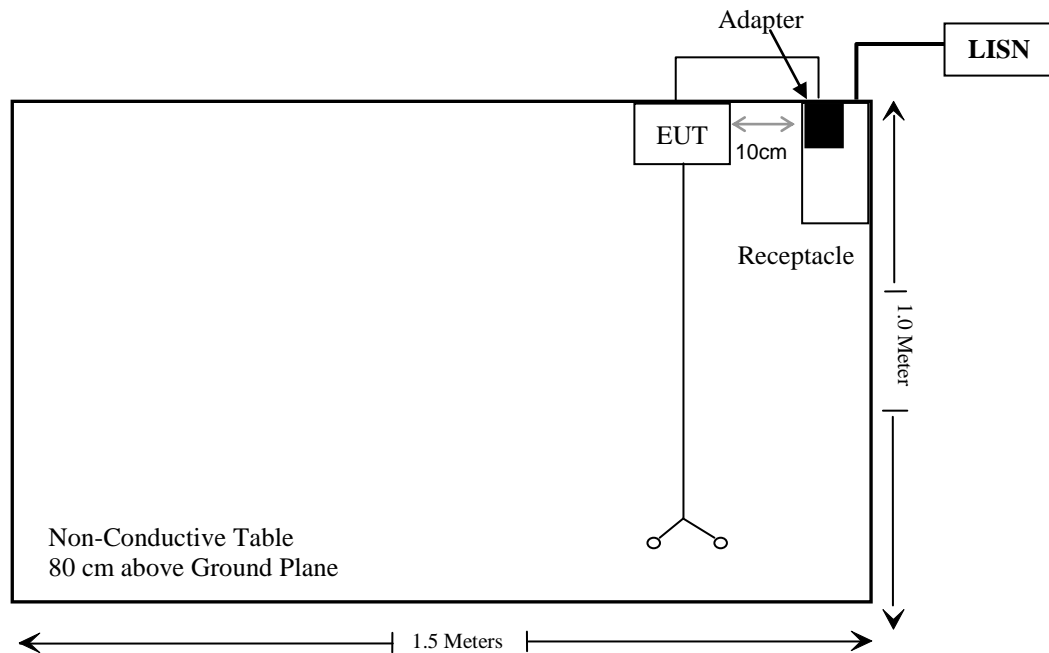 Adapter
LISN
EUT
10cm
Receptacle
1.0 Meter
Non-Conductive Table
80 cm above Ground Plane
1.5 Meters